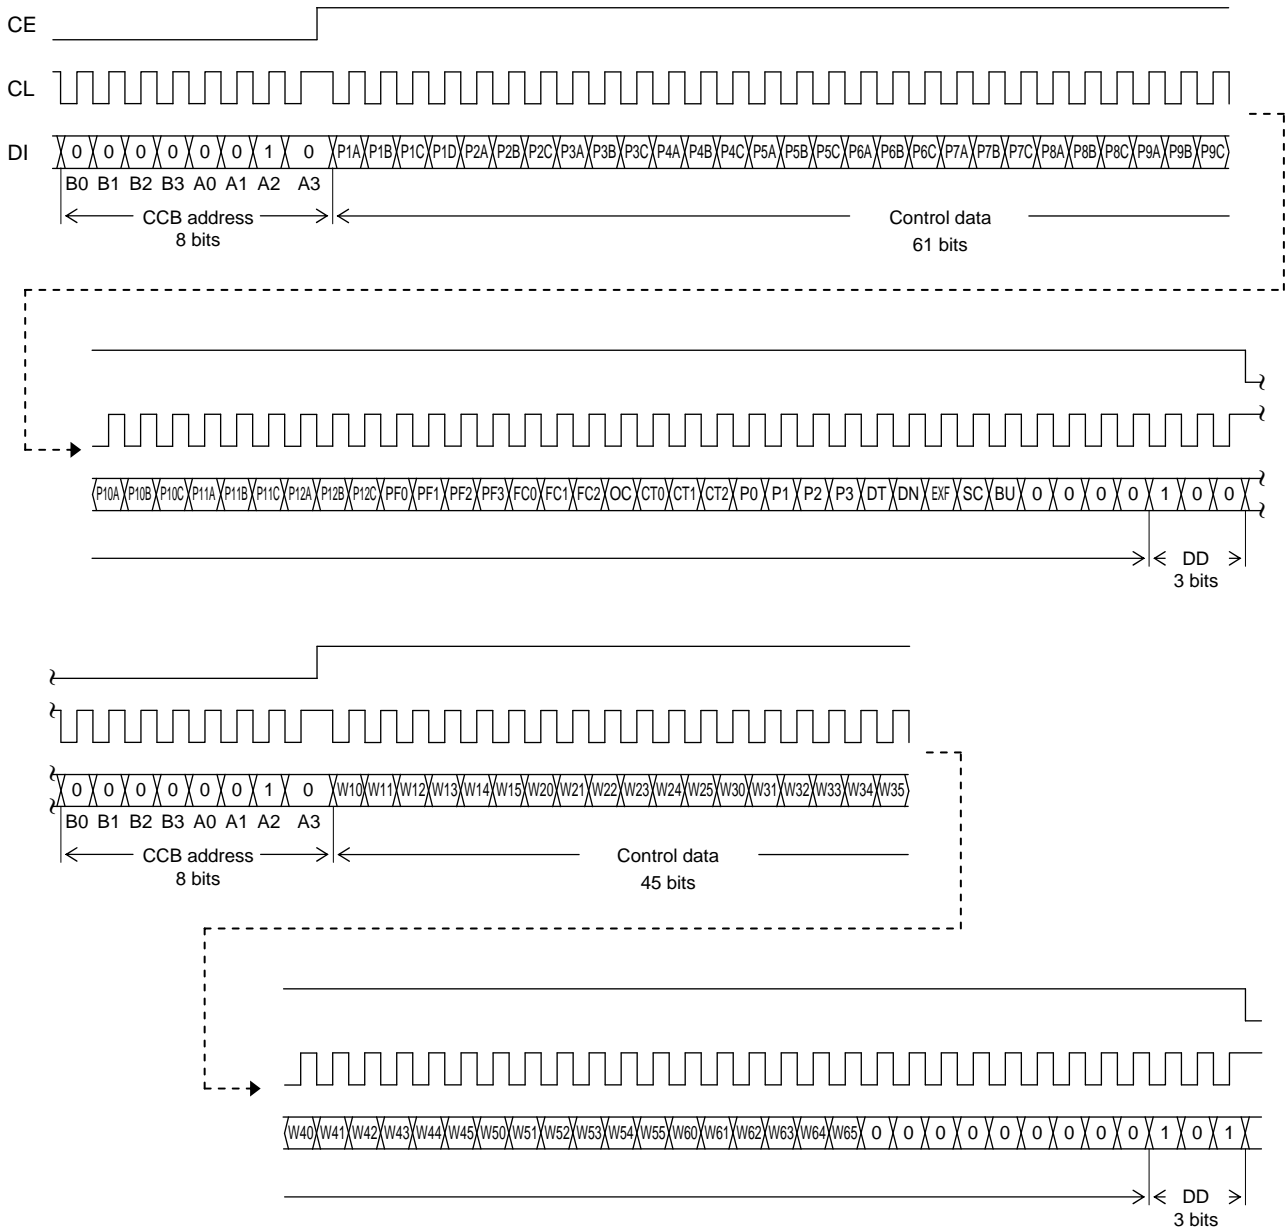 CE
CL
DI 0 0 0 0 0 0 1 0 P1A P1B P1C P1D P2A P2B P2C P3A P3B P3C P4A P4B P4C P5A P5B P5C P6A P6B P6C P7A P7B P7C P8A P8B P8C P9A P9B P9C
B0 B1 B2 B3 A0 A1 A2 A3
CCB address Control data
8 bits 61 bits
P10A P10B P10C P11A P11B P11C P12A P12B P12C PF0 PF1 PF2 PF3 FC0 FC1 FC2 OC CT0 CT1 CT2 P0 P1 P2 P3 DT DN EXF SC BU 0 0 0 0 1 0 0
DD
3 bits
0 0 0 0 0 0 1 0 W10 W11 W12 W13 W14 W15 W20 W21 W22 W23 W24 W25 W30 W31 W32 W33 W34 W35
B0 B1 B2 B3 A0 A1 A2 A3
CCB address Control data
8 bits 45 bits
W40 W41 W42 W43 W44 W45 W50 W51 W52 W53 W54 W55 W60 W61 W62 W63 W64 W65 0 0 0 0 0 0 0 0 0 1 0 1
DD
3 bits